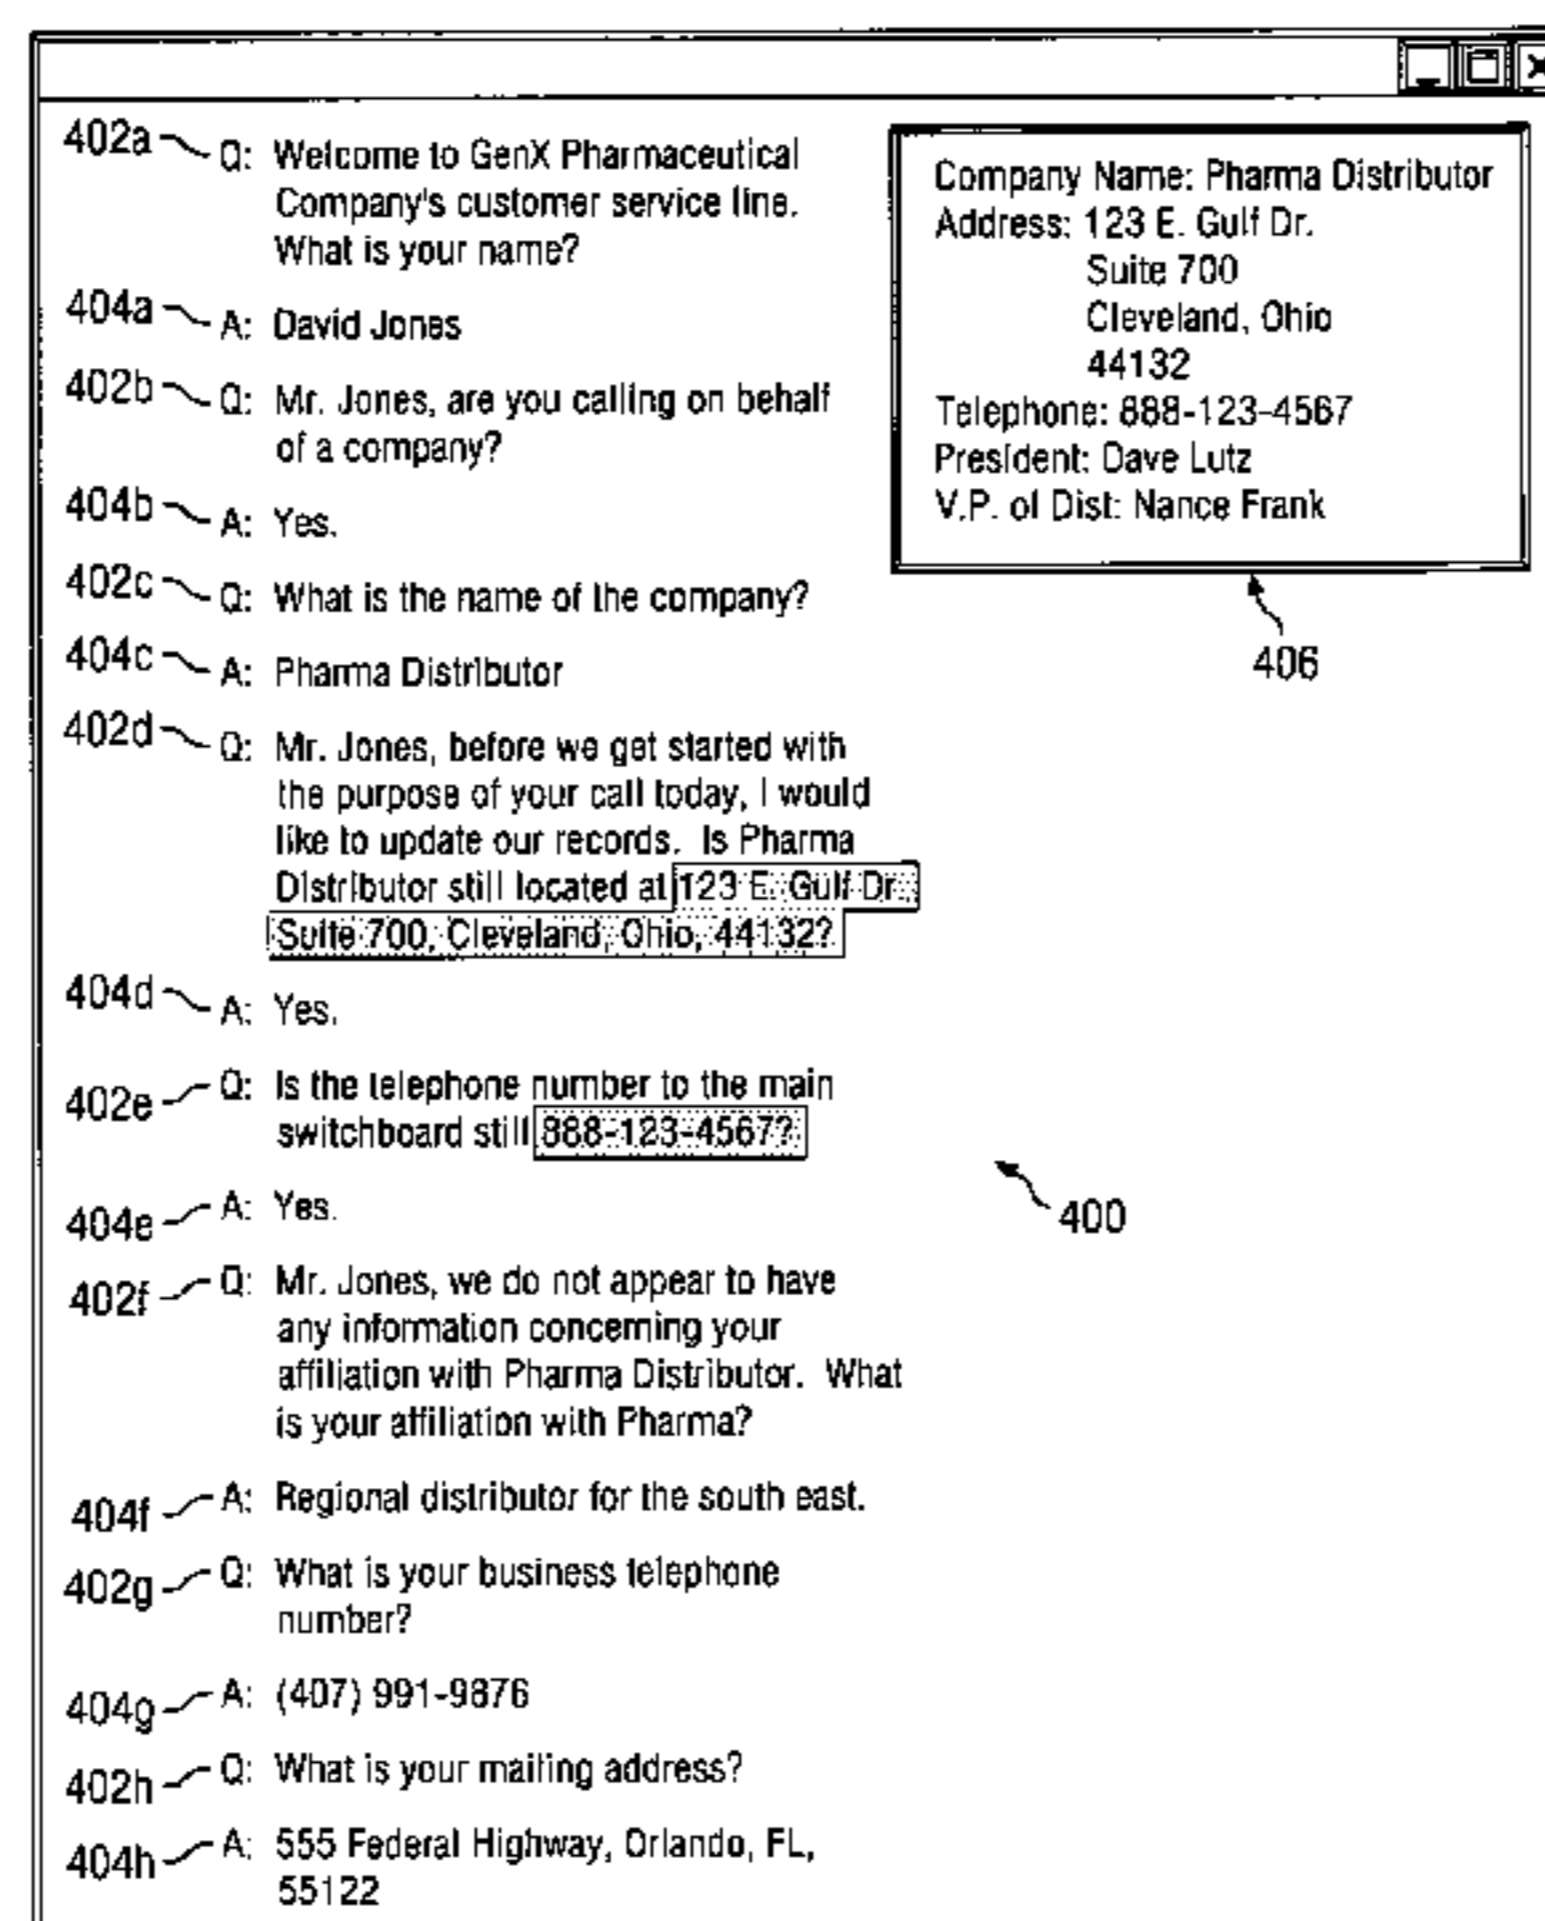 402a Q: Welcome to GenX Pharmaceutical
Company's customer service line.
What is your name?
404a A: David Jones
402b Q: Mr. Jones, are you calling on behalf
of a company?
404b A: Yes.
402c Q: What is the name of the company?
404c A: Pharma Distributor
402d Q: Mr. Jones, before we get started with
the purpose of your call today, I would
like to update our records. Is Pharma
Distributor still located at 123 E. Gulf Dr.
Suite 700, Cleveland, Ohio, 44132?
404d A: Yes.
402e Q: Is the telephone number to the main
switchboard still 888-123-4567?
404e A: Yes.
402f Q: Mr. Jones, we do not appear to have
any information concerning your
affiliation with Pharma Distributor. What
is your affiliation with Pharma?
404f A: Regional distributor for the south east.
402g Q: What is your business telephone
number?
404g A: (407) 991-9876
402h Q: What is your mailing address?
404h A: 555 Federal Highway, Orlando, FL,
55122
Company Name: Pharma Distributor
Address: 123 E. Gulf Dr.
Suite 700
Cleveland, Ohio
44132
Telephone: 888-123-4567
President: Dave Lutz
V.P. of Dist: Nance Frank
406
400